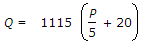 Q = 1115 (p/5 + 20)